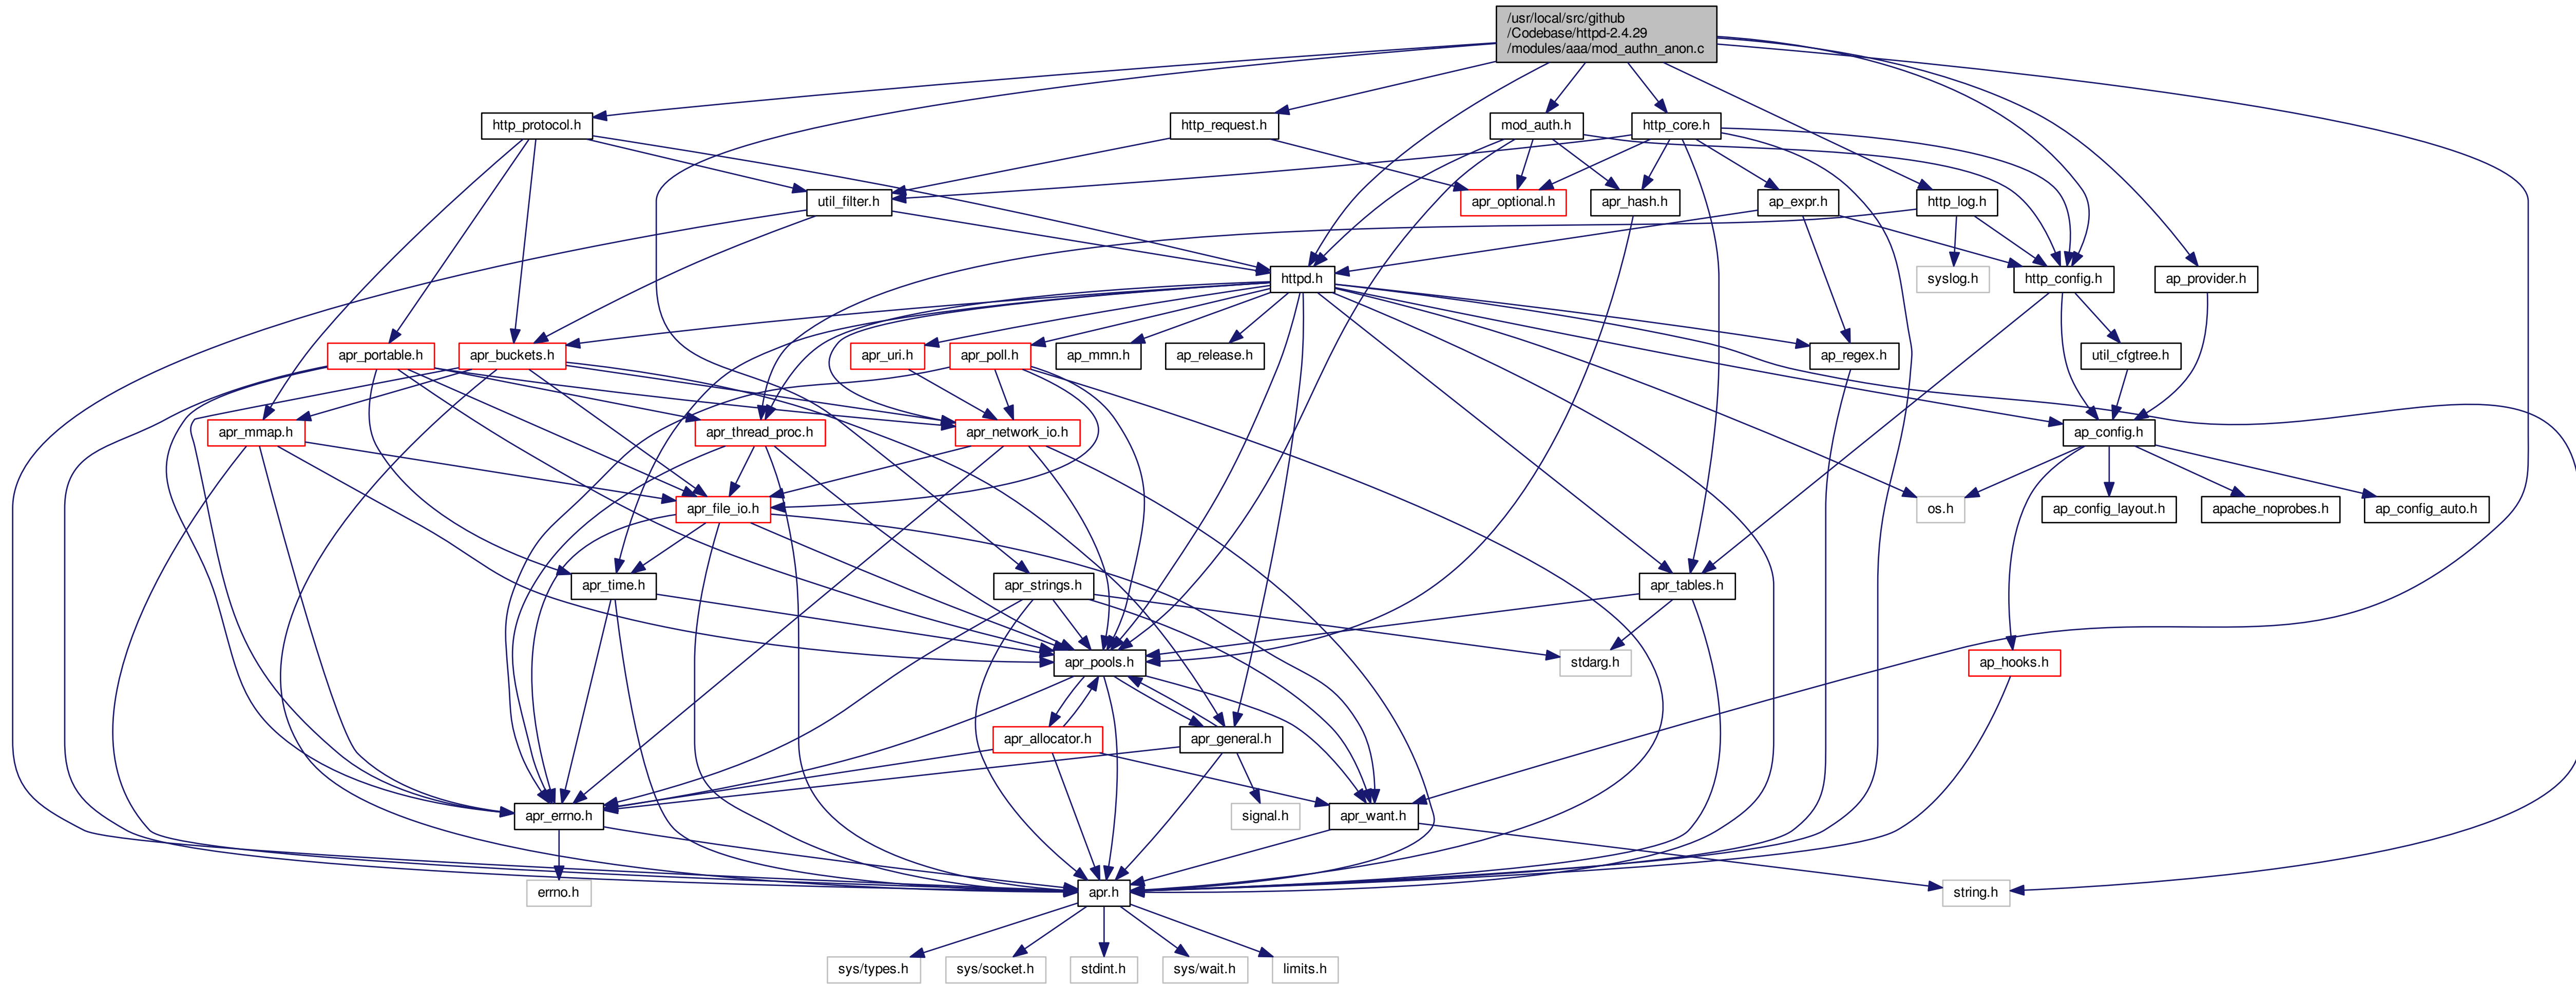 /usr/local/src/github
/Codebase/httpd-2.4.29
/modules/aaa/mod_authn_anon.c
http_protocol.h
http_request.h
mod_auth.h
http_core.h
util_filter.h
apr_optional.h
apr_hash.h
ap_expr.h
http_log.h
httpd.h
syslog.h
http_config.h
ap_provider.h
apr_portable.h
apr_buckets.h
apr_uri.h
apr_poll.h
ap_mmn.h
ap_release.h
ap_regex.h
util_cfgtree.h
apr_mmap.h
apr_thread_proc.h
apr_network_io.h
ap_config.h
apr_file_io.h
os.h
ap_config_layout.h
apache_noprobes.h
ap_config_auto.h
apr_time.h
apr_strings.h
apr_tables.h
apr_pools.h
stdarg.h
ap_hooks.h
apr_allocator.h
apr_general.h
apr_errno.h
signal.h
apr_want.h
errno.h
apr.h
string.h
sys/types.h
sys/socket.h
stdint.h
sys/wait.h
limits.h